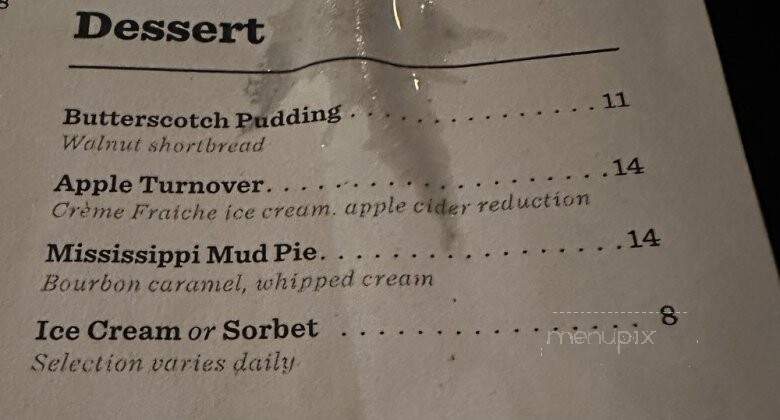 Dessert
Butterscotch Pudding . . . . . . . . . . . . . . . 11
Walnut shortbread
Apple Turnover. . . . . . . . . . . . . . . . . . . .14
Crème Fraiche ice cream. apple cider reduction
Mississippi Mud Pie. . . . . . . . . . . . . . . . . .14
Bourbon caramel, whipped cream
Ice Cream or Sorbet . . . . . . . . . . . . . . . . . 8
Selection varies daily
menupix